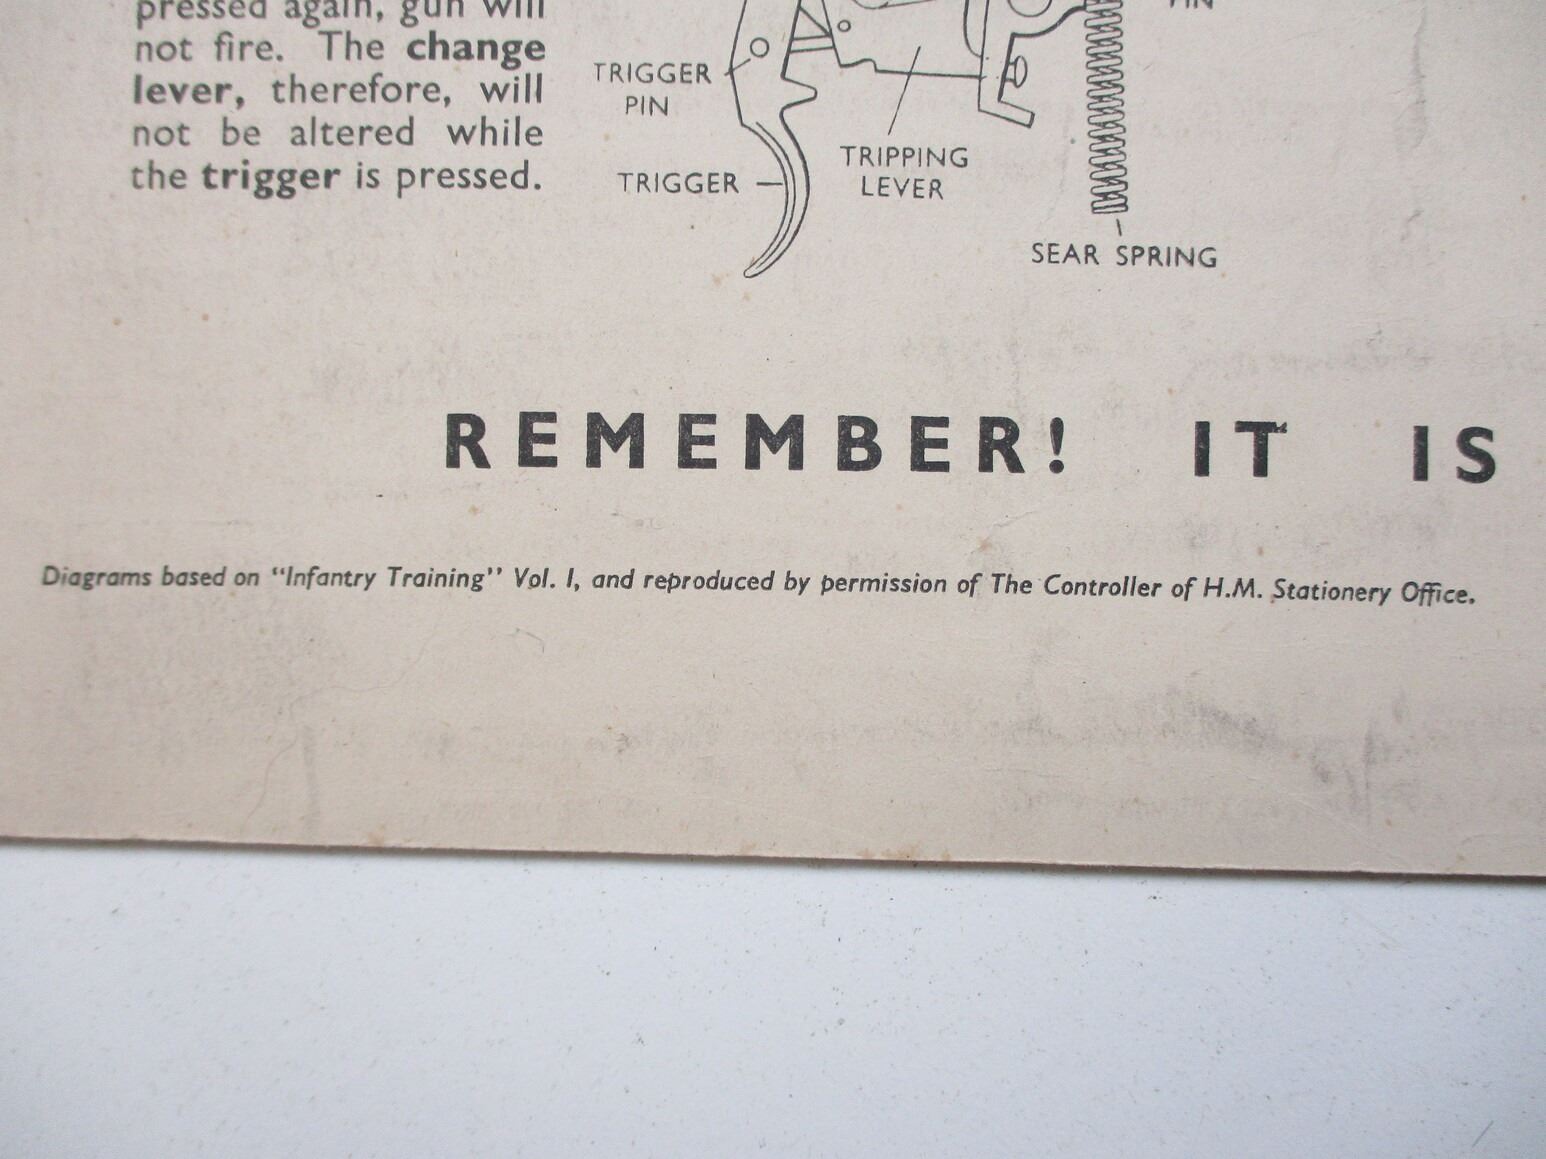 pressed again, gun will
not fire. The change
lever, therefore, will
not be altered while
the trigger is pressed.
PIN
TRIGGER
PIN
TRIGGER
TRIPPING
LEVER
SEAR SPRING
REMEMBER! IT IS
Diagrams based on "Infantry Training" Vol. I, and reproduced by permission of The Controller of H.M. Stationery Office.